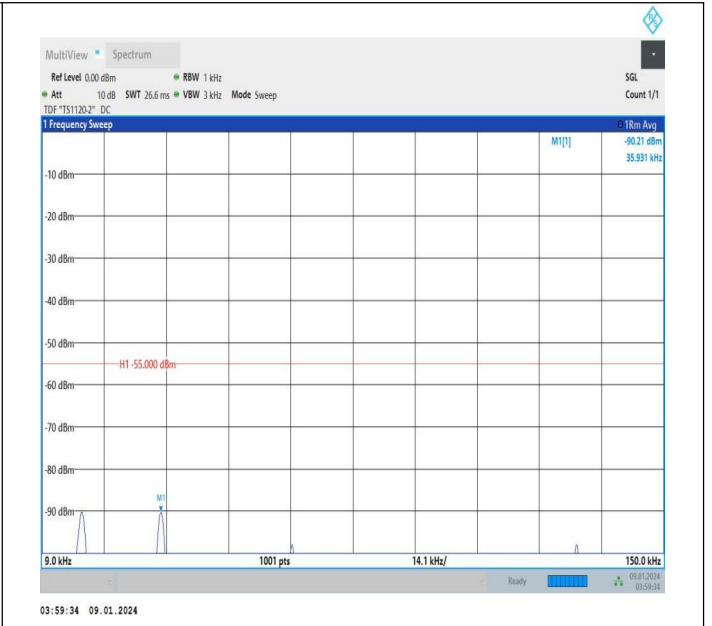 MultiView Spectrum
Ref Level 0.00 dBm RBW 1 kHz SGL
Att 10 dB SWT 26.6 ms VBW 3 kHz Mode Sweep Count 1/1
TDF "TS1120-2" DC
1 Frequency Sweep 1Rm Avg
M1[1] -90.21 dBm
35.931 kHz
-10 dBm
-20 dBm
-30 dBm
-40 dBm
-50 dBm
H1 -55.000 dBm
-60 dBm
-70 dBm
-80 dBm
M1
-90 dBm
9.0 kHz 1001 pts 14.1 kHz/ 150.0 kHz
Ready 09.01.2024
03:59:34
03:59:34 09.01.2024